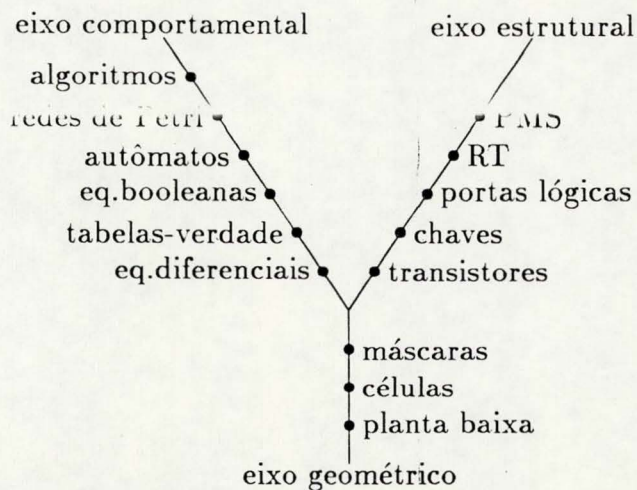 eixo comportamental
eixo estrutural
algoritmos
redes de Petri
PMS
autômatos
RT
eq.booleanas
portas lógicas
tabelas-verdade
chaves
eq.diferenciais
transistores
máscaras
células
planta baixa
eixo geométrico